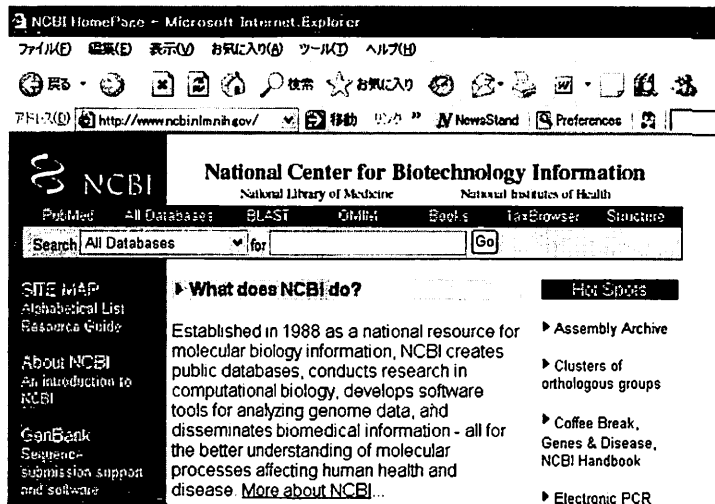 NCBI HomePage - Microsoft Internet Explorer
ファイル(F) 編集(E) 表示(V) お気に入り(A) ツール(T) ヘルプ(H)
戻る 検索 お気に入り
アドレス(D) http://www.ncbi.nlm.nih.gov/ 移動 リンク » NewsStand Preferences
NCBI
National Center for Biotechnology Information
National Library of Medicine National Institutes of Health
PubMed All Databases BLAST OMIM Books TaxBrowser Structure
Search All Databases for Go
SITE MAP
Alphabetical List
Resource Guide
About NCBI
An introduction to
NCBI
GenBank
Sequence
submission support
and software
What does NCBI do?
Established in 1988 as a national resource for
molecular biology information, NCBI creates
public databases, conducts research in
computational biology, develops software
tools for analyzing genome data, and
disseminates biomedical information - all for
the better understanding of molecular
processes affecting human health and
disease. More about NCBI...
Hot Spots
Assembly Archive
Clusters of
orthologous groups
Coffee Break,
Genes & Disease,
NCBI Handbook
Electronic PCR